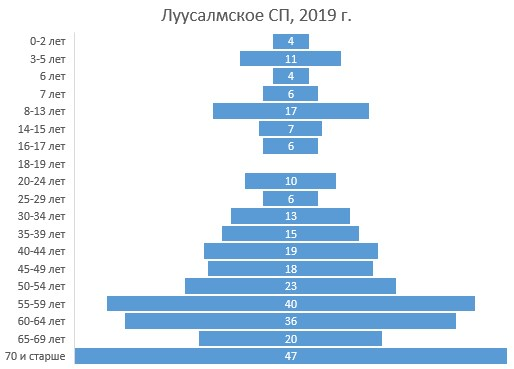 Луусалмское СП, 2019 г.
0-2 лет 4
3-5 лет 11
6 лет 4
7 лет 6
8-13 лет 17
14-15 лет 7
16-17 лет 6
18-19 лет
20-24 лет 10
25-29 лет 6
30-34 лет 13
35-39 лет 15
40-44 лет 19
45-49 лет 18
50-54 лет 23
55-59 лет 40
60-64 лет 36
65-69 лет 20
70 и старше 47